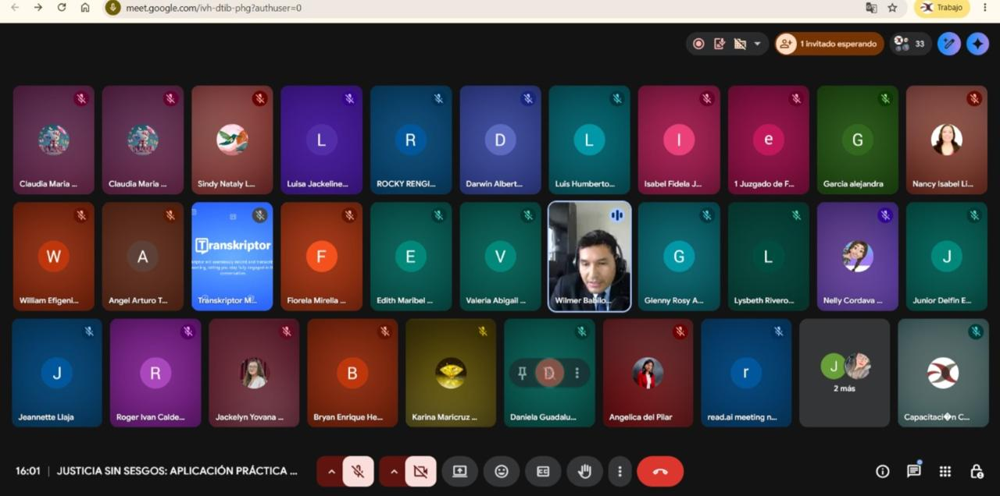 meet.google.com/ivh-dtib-phg?authuser=0
Trabajo
1 invitado esperando
33
Claudia Maria ...
Claudia Maria ...
Sindy Nataly L...
L
Luisa Jackeline...
R
ROCKY RENGI...
D
Darwin Albert...
L
Luis Humberto...
I
Isabel Fidela J...
e
1 Juzgado de F...
G
Garcia alejandra
Nancy Isabel Li...
W
William Efigeni...
A
Angel Arturo T...
Transkriptor
Transkriptor M...
F
Fiorela Mirella ...
E
Edith Maribel ...
V
Valeria Abigail ...
Wilmer Babilo...
G
Glenny Rosy A...
L
Lysbeth Rivero...
Nelly Cordava ...
J
Junior Delfin E...
J
Jeannette Llaja
R
Roger Ivan Calde...
Jackelyn Yovana ...
B
Bryan Enrique He...
Karina Maricruz ...
D
Daniela Guadalu...
Angelica del Pilar
r
read.ai meeting n...
J
2 más
Capacitaci�n C...
16:01 | JUSTICIA SIN SESGOS: APLICACIÓN PRÁCTICA ...